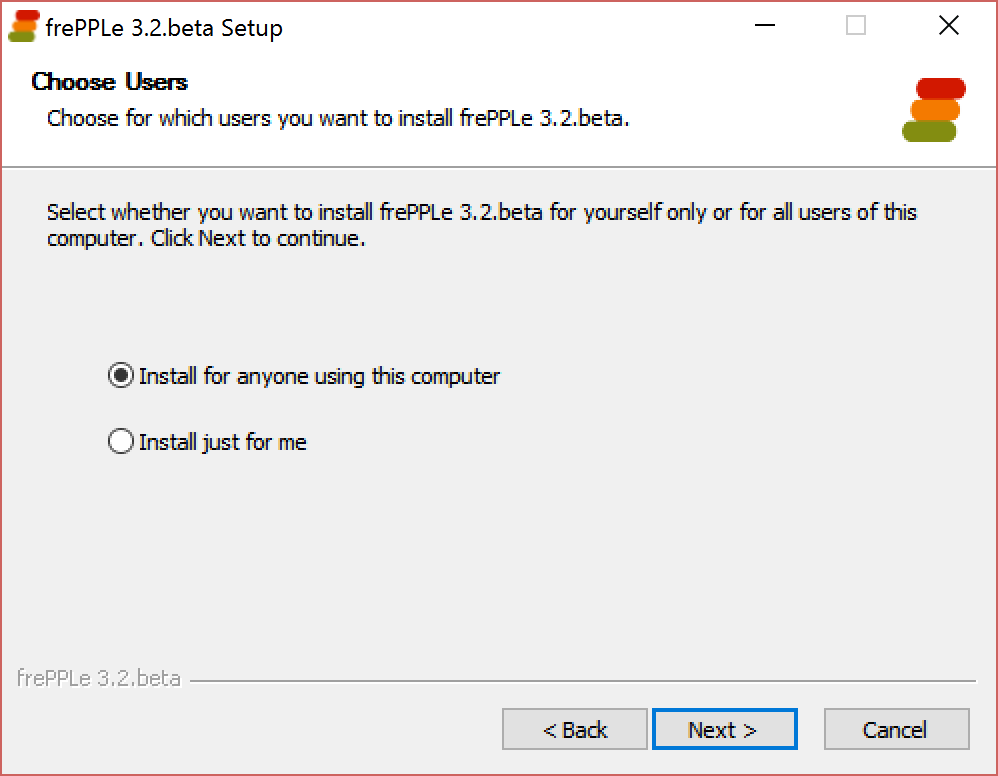 frePPLe 3.2.beta Setup
Choose Users
Choose for which users you want to install frePPLe 3.2.beta.
Select whether you want to install frePPLe 3.2.beta for yourself only or for all users of this
computer. Click Next to continue.
Install for anyone using this computer
Install just for me
frePPLe 3.2.beta
< Back
Next >
Cancel